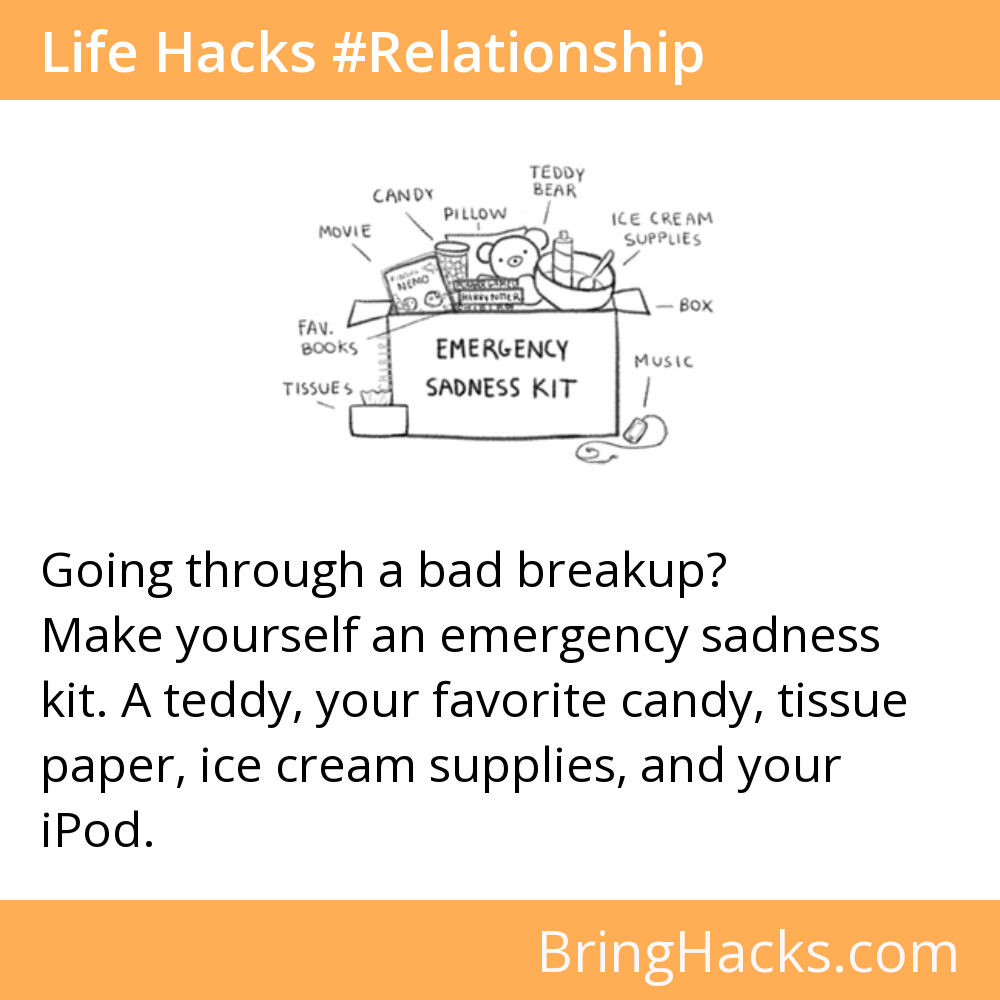 Life Hacks #Relationship
TEDDY
BEAR
CANDY
PILLOW
ICE CREAM
SUPPLIES
MOVIE
NEMO
HARRY POTTER
BOX
FAV.
BOOKS
EMERGENCY
SADNESS KIT
MUSIC
TISSUES
Going through a bad breakup?
Make yourself an emergency sadness
kit. A teddy, your favorite candy, tissue
paper, ice cream supplies, and your
iPod.
BringHacks.com